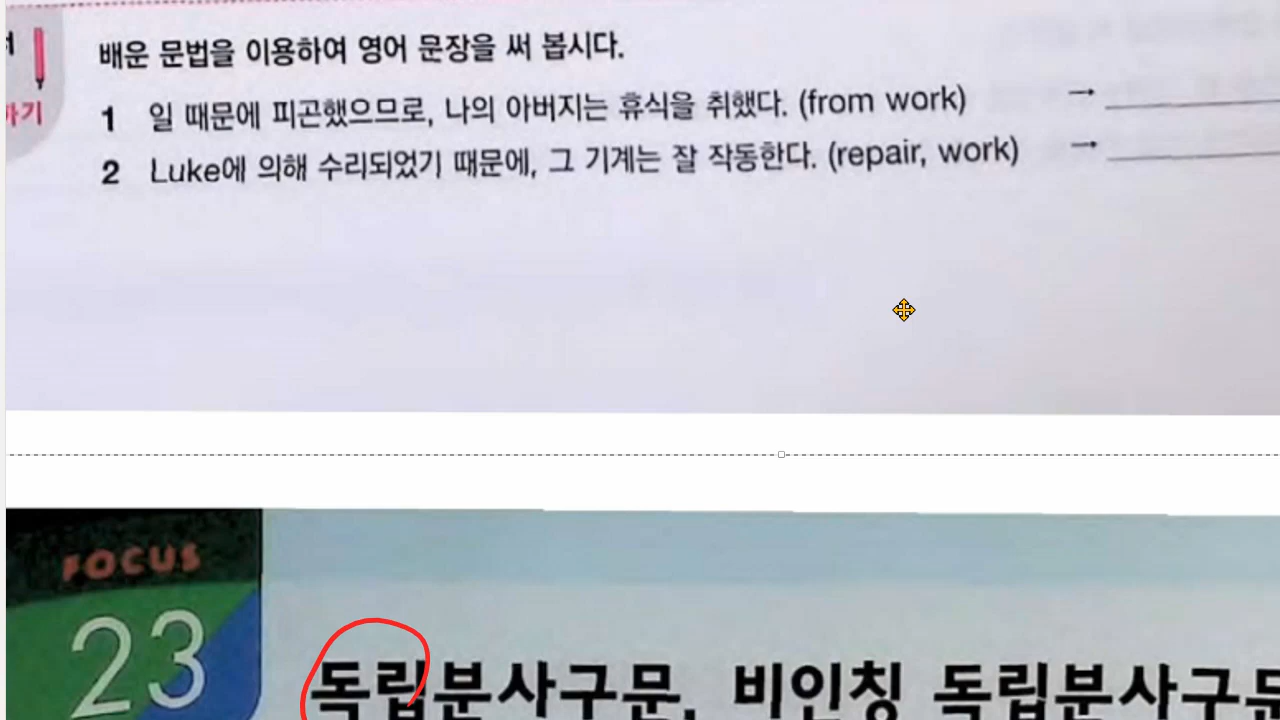 배운 문법을 이용하여 영어 문장을 써 봅시다.
하기
1 일 때문에 피곤했으므로, 나의 아버지는 휴식을 취했다. (from work) →
2 Luke에 의해 수리되었기 때문에, 그 기계는 잘 작동한다. (repair, work) →
FOCUS
23
독립분사구문, 비인칭 독립분사구문